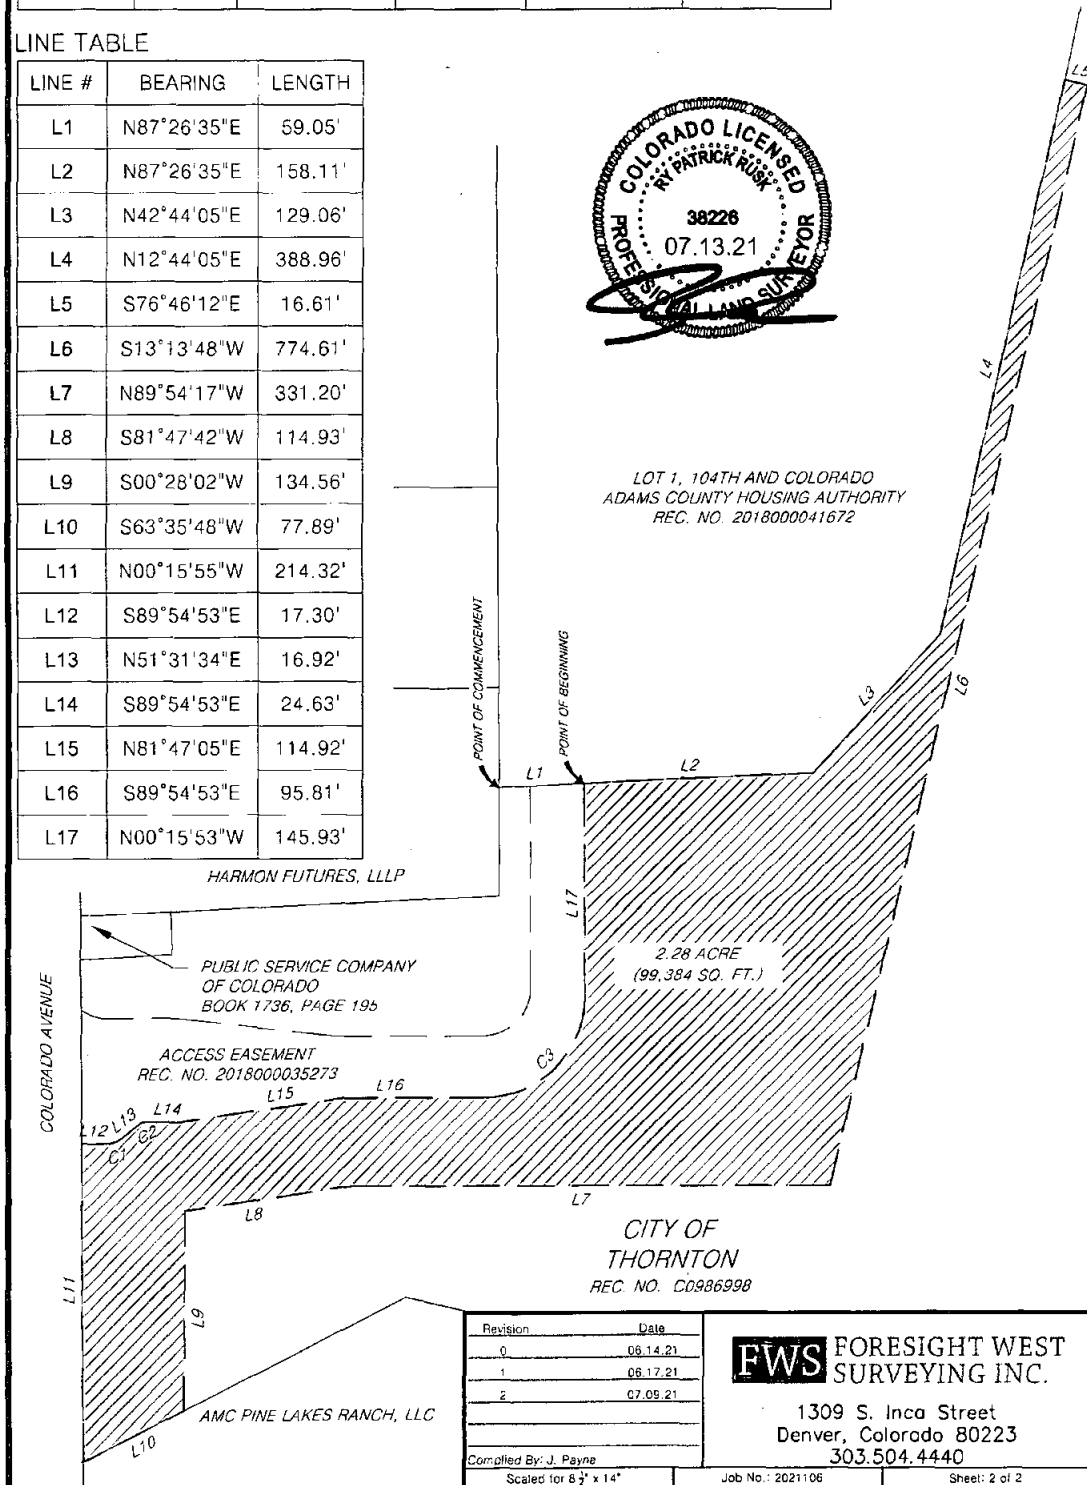 LINE TABLE
LINE # BEARING LENGTH
L1 N87°26'35"E 59.05'
L2 N87°26'35"E 158.11'
L3 N42°44'05"E 129.06'
L4 N12°44'05"E 388.96'
L5 S76°46'12"E 16.61'
L6 S13°13'48"W 774.61'
L7 N89°54'17"W 331.20'
L8 S81°47'42"W 114.93'
L9 S00°28'02"W 134.56'
L10 S63°35'48"W 77.89'
L11 N00°15'55"W 214.32'
L12 S89°54'53"E 17.30'
L13 N51°31'34"E 16.92'
L14 S89°54'53"E 24.63'
L15 N81°47'05"E 114.92'
L16 S89°54'53"E 95.81'
L17 N00°15'53"W 145.93'
COLORADO LICENSED
RY PATRICK RUSK
38226
07.13.21
PROFESSIONAL LAND SURVEYOR
L5
L4
LOT 1, 104TH AND COLORADO
ADAMS COUNTY HOUSING AUTHORITY
REC. NO. 2018000041672
POINT OF COMMENCEMENT
POINT OF BEGINNING
L3
L6
L1
L2
HARMON FUTURES, LLLP
L17
2.28 ACRE
(99,384 SQ. FT.)
PUBLIC SERVICE COMPANY
OF COLORADO
BOOK 1736, PAGE 195
COLORADO AVENUE
ACCESS EASEMENT
REC. NO. 2018000035273
C3
L16
L15
L14
L13
L12
C2
C1
L7
L8
CITY OF
THORNTON
REC. NO. C0986998
L11
L9
AMC PINE LAKES RANCH, LLC
L10
Revision Date
0 06.14.21
1 06.17.21
2 07.09.21
Compiled By: J. Payne
FWS FORESIGHT WEST
SURVEYING INC.
1309 S. Inca Street
Denver, Colorado 80223
303.504.4440
Scaled for 8 1/2" x 14"
Job No.: 2021106
Sheet: 2 of 2